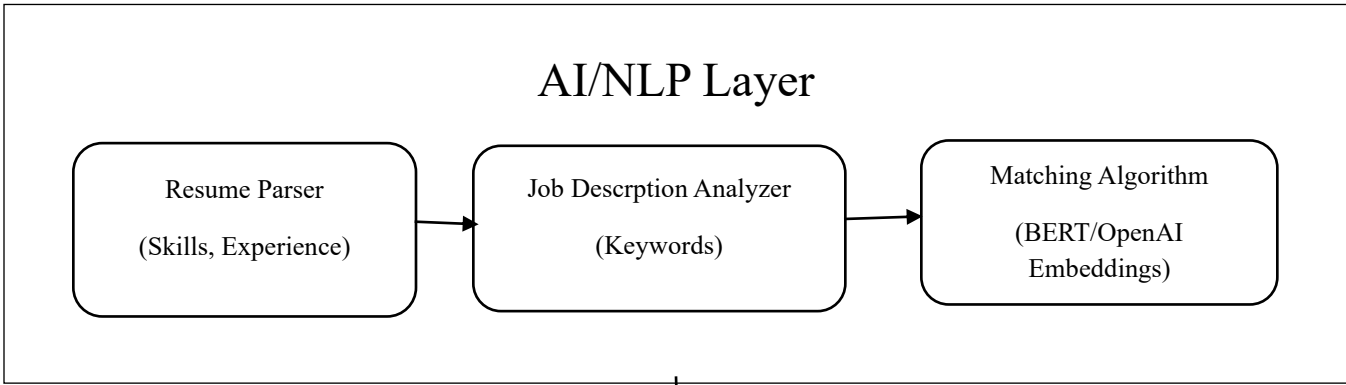 AI/NLP Layer
Resume Parser
(Skills, Experience)
Job Descrption Analyzer
(Keywords)
Matching Algorithm
(BERT/OpenAI
Embeddings)